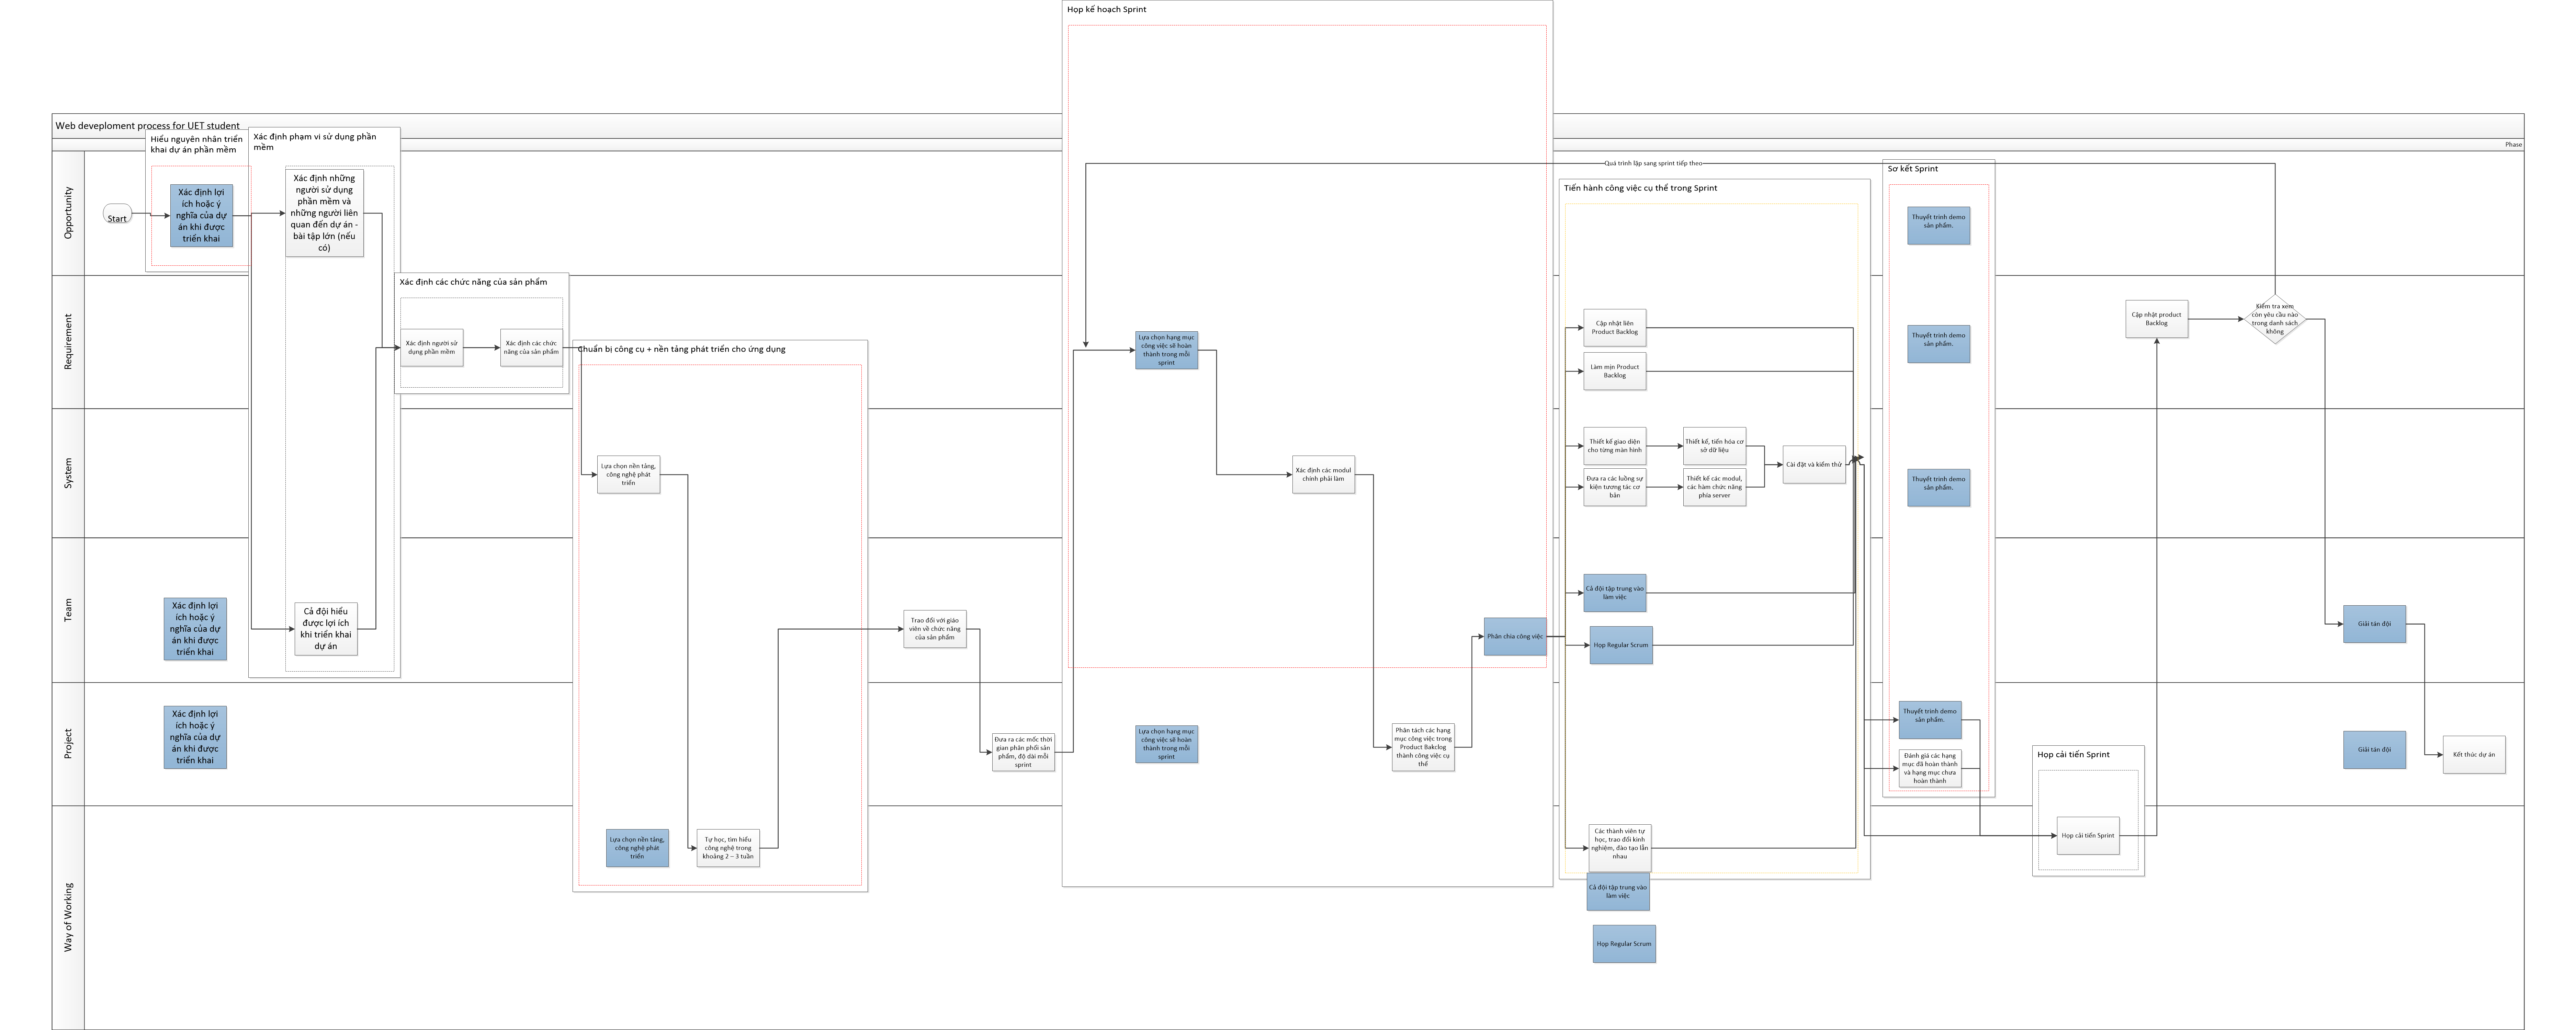 Họp kế hoạch Sprint
Web deveploment process for UET student
Phase
Hiểu nguyên nhân triển
khai dự án phần mềm
Xác định phạm vi sử dụng phần
mềm
Opportunity
Start
Xác định lợi
ích hoặc ý
nghĩa của dự
án khi được
triển khai
Xác định những
người sử dụng
phần mềm và
những người liên
quan đến dự án -
bài tập lớn (nếu
có)
Quá trình lặp sang sprint tiếp theo
Tiến hành công việc cụ thể trong Sprint
Sơ kết Sprint
Thuyết trình demo
sản phẩm.
Requirement
Xác định các chức năng của sản phẩm
Xác định người sử
dụng phần mềm
Xác định các chức
năng của sản phẩm
Chuẩn bị công cụ + nền tảng phát triển cho ứng dụng
Lựa chọn hạng mục
công việc sẽ hoàn
thành trong mỗi
sprint
Cập nhật liên
Product Backlog
Làm mịn Product
Backlog
Thuyết trình demo
sản phẩm.
Cập nhật product
Backlog
Kiểm tra xem
còn yêu cầu nào
trong danh sách
không
System
Lựa chọn nền tảng,
công nghệ phát
triển
Xác định các modul
chính phải làm
Thiết kế giao diện
cho từng màn hình
Thiết kế, tiến hóa cơ
sở dữ liệu
Đưa ra các luồng sự
kiện tương tác cơ
bản
Thiết kế các modul,
các hàm chức năng
phía server
Cài đặt và kiểm thử
Thuyết trình demo
sản phẩm.
Team
Xác định lợi
ích hoặc ý
nghĩa của dự
án khi được
triển khai
Cả đội hiểu
được lợi ích
khi triển khai
dự án
Trao đổi với giáo
viên về chức năng
của sản phẩm
Phân chia công việc
Cả đội tập trung vào
làm việc
Họp Regular Scrum
Giải tán đội
Project
Xác định lợi
ích hoặc ý
nghĩa của dự
án khi được
triển khai
Đưa ra các mốc thời
gian phân phối sản
phẩm, độ dài mỗi
sprint
Lựa chọn hạng mục
công việc sẽ hoàn
thành trong mỗi
sprint
Phân tách các hạng
mục công việc trong
Product Bakclog
thành công việc cụ
thể
Thuyết trình demo
sản phẩm.
Đánh giá các hạng
mục đã hoàn thành
và hạng mục chưa
hoàn thành
Họp cải tiến Sprint
Giải tán đội
Kết thúc dự án
Way of Working
Lựa chọn nền tảng,
công nghệ phát
triển
Tự học, tìm hiểu
công nghệ trong
khoảng 2 – 3 tuần
Các thành viên tự
học, trao đổi kinh
nghiệm, đào tạo lẫn
nhau
Họp cải tiến Sprint
Cả đội tập trung vào
làm việc
Họp Regular Scrum